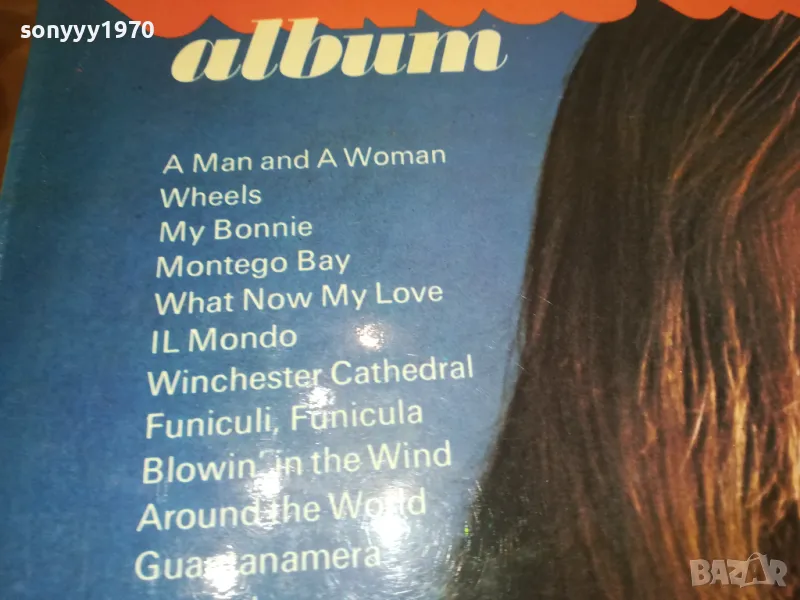 sonyyy1970
album
A Man and A Woman
Wheels
My Bonnie
Montego Bay
What Now My Love
IL Mondo
Winchester Cathedral
Funiculi, Funicula
Blowin' in the Wind
Around the World
Guantanamera
BAZAR